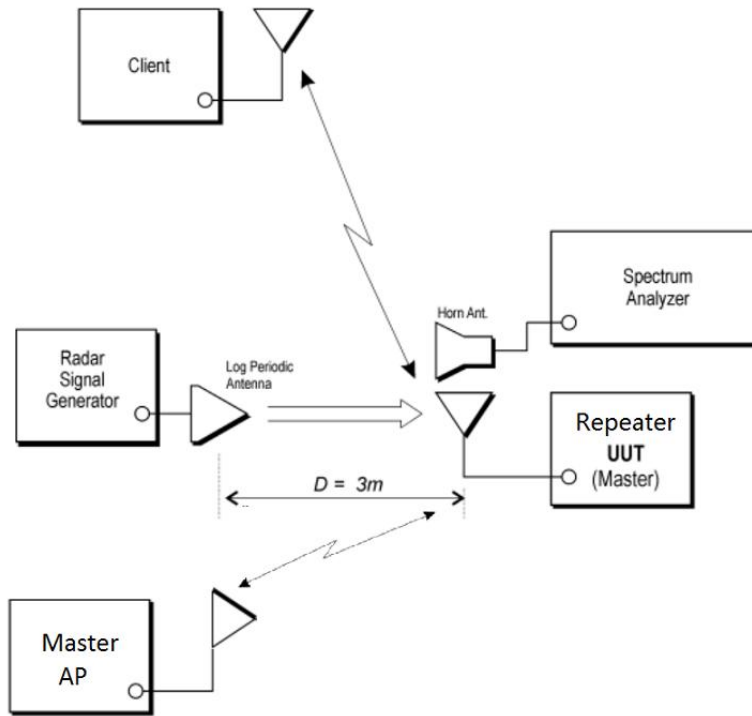 Client
Spectrum
Analyzer
Horn Ant.
Radar
Signal
Generator
Log Periodic
Antenna
Repeater
UUT
(Master)
D = 3m
Master
AP